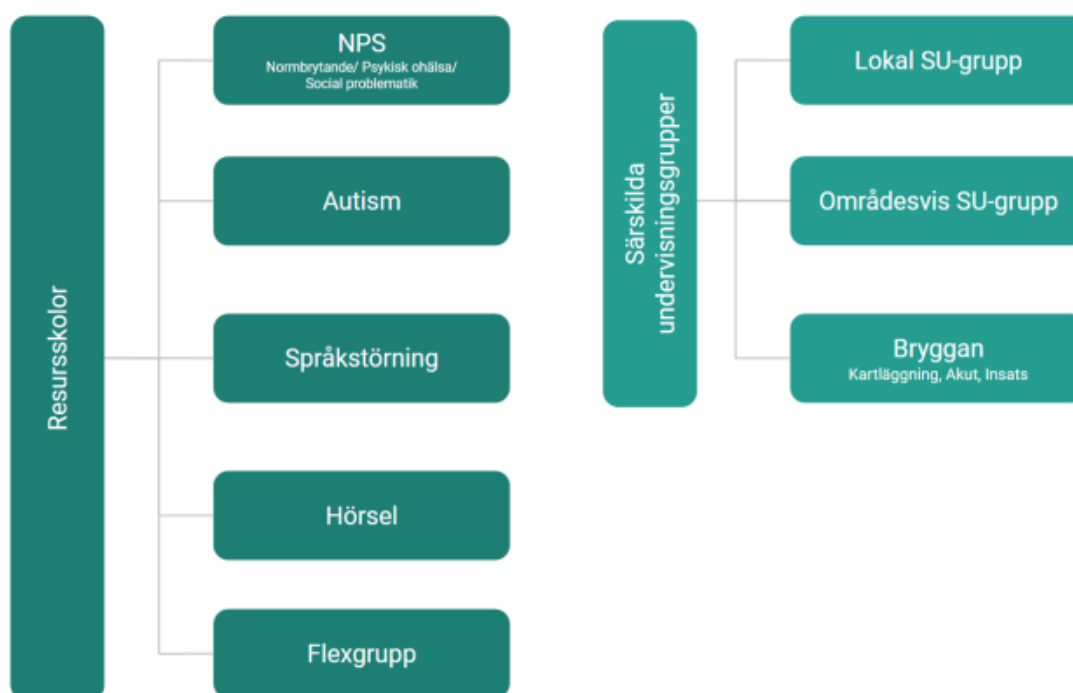 Resursskolor
NPS
Normbrytande/ Psykisk ohälsa/
Social problematik
Autism
Språkstörning
Hörsel
Flexgrupp
Särskilda
undervisningsgrupper
Lokal SU-grupp
Områdesvis SU-grupp
Bryggan
Kartläggning, Akut, Insats